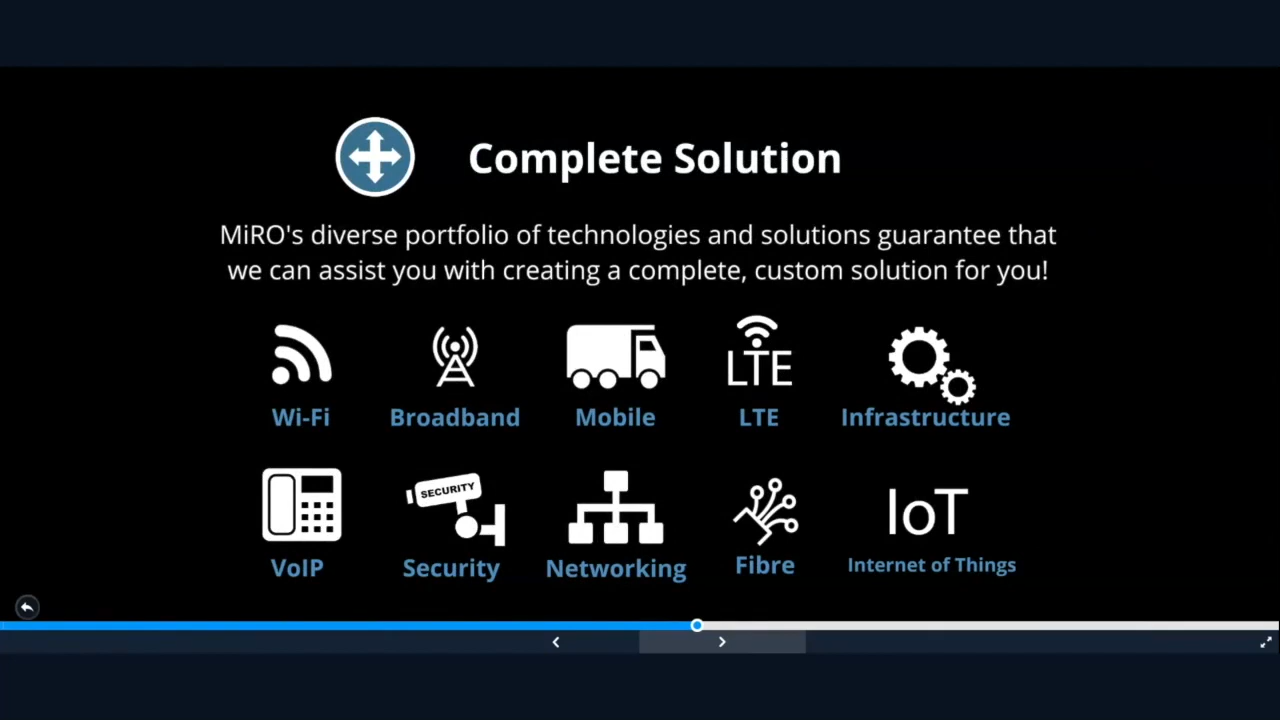 Complete Solution
MiRO's diverse portfolio of technologies and solutions guarantee that
we can assist you with creating a complete, custom solution for you!
LTE
Wi-Fi Broadband Mobile LTE Infrastructure
SECURITY
IoT
VoIP Security Networking Fibre Internet of Things